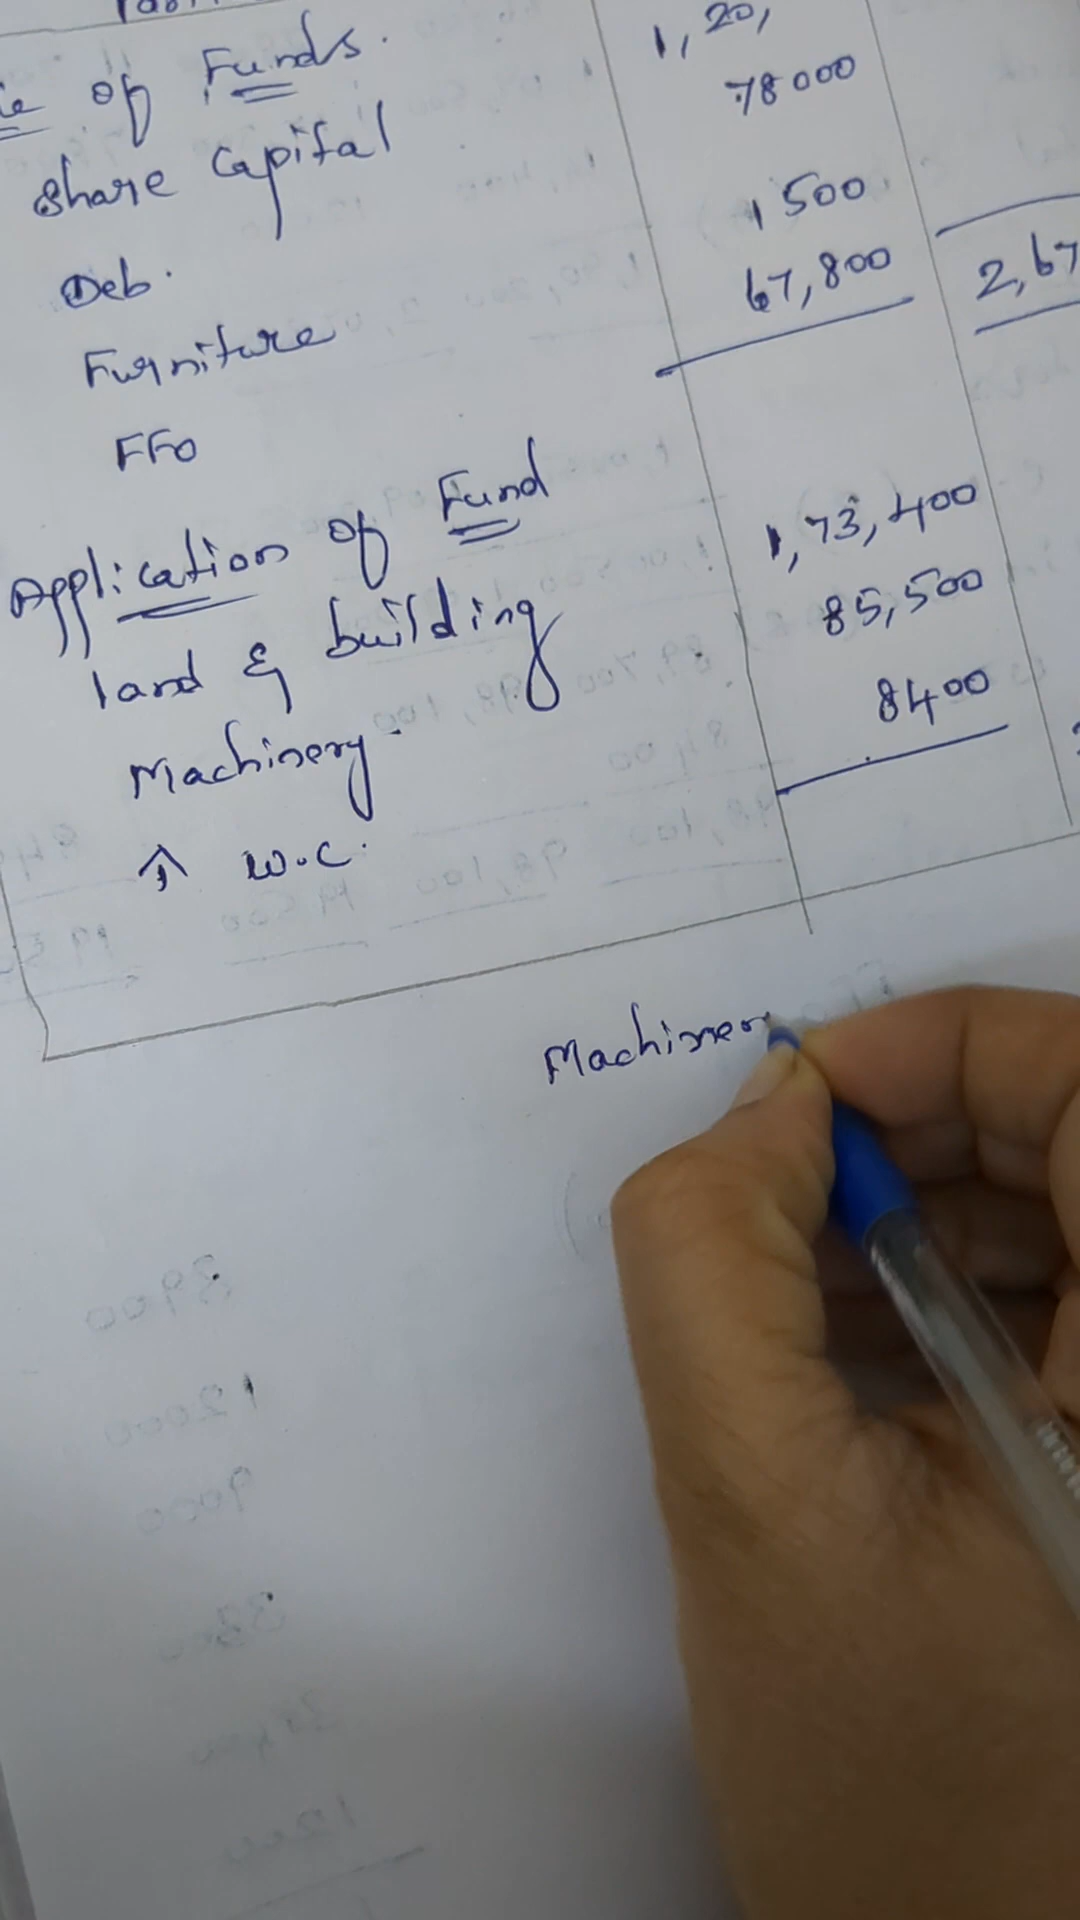 of Funds.
Share Capital 1,20,
Deb. 78000
Furniture 1500
FFO 67,800 2,67
Application of Fund
land & building 1,73,400
Machinery 85,500
↑ W.C. 8400
Machiner